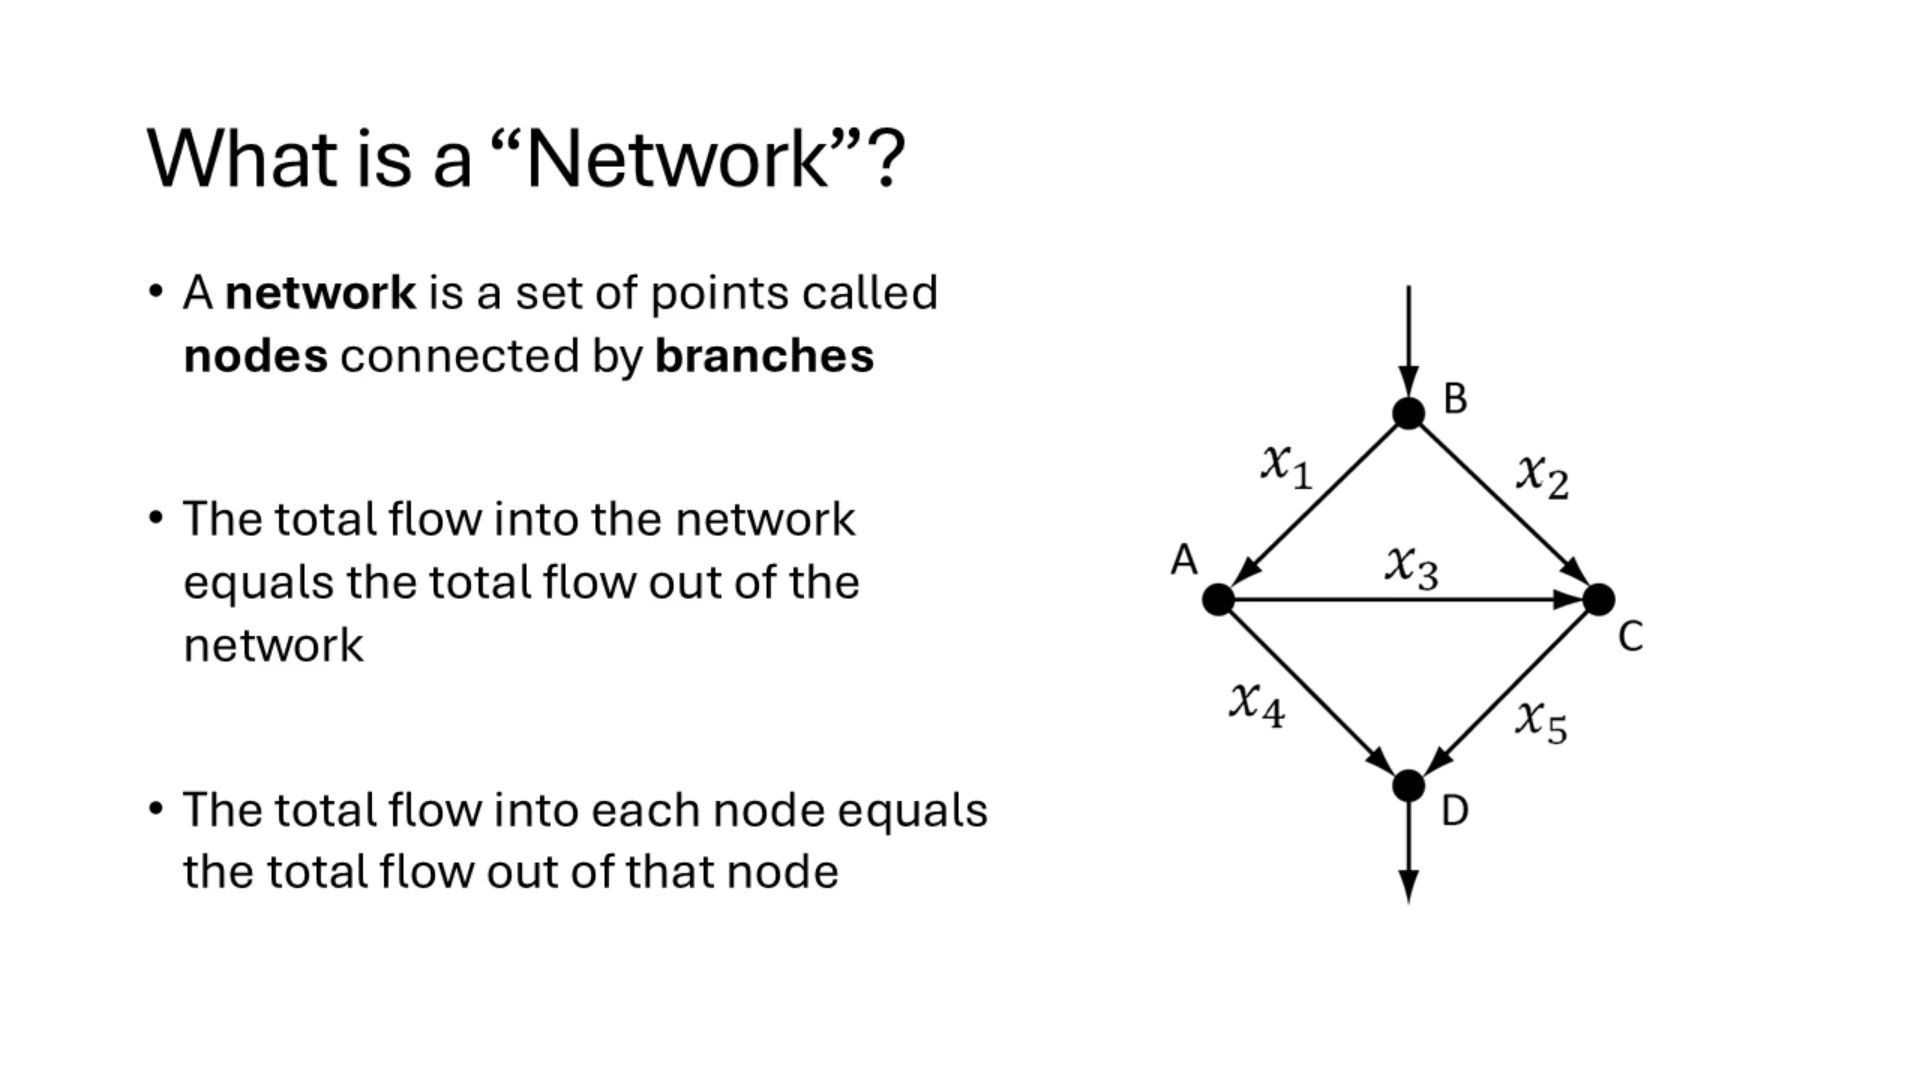 What is a “Network”?
• A network is a set of points called
nodes connected by branches
• The total flow into the network
equals the total flow out of the
network
• The total flow into each node equals
the total flow out of that node
B
x₁
x₂
A
x₃
C
x₄
x₅
D